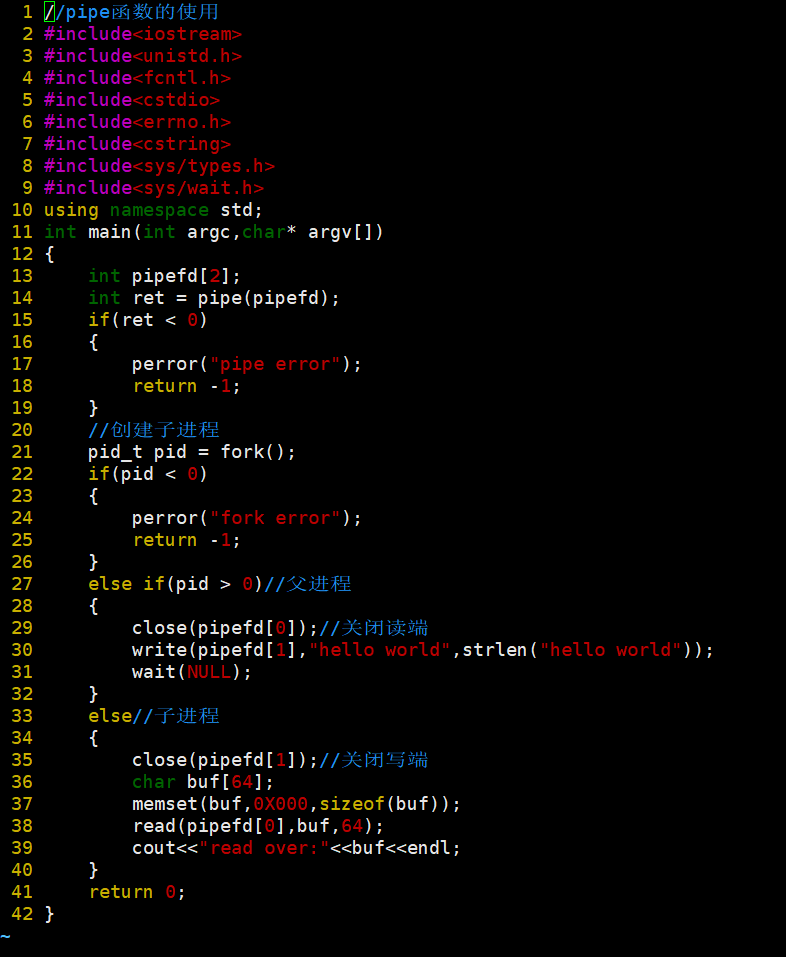 1 //pipe函数的使用
2 #include<iostream>
3 #include<unistd.h>
4 #include<fcntl.h>
5 #include<cstdio>
6 #include<errno.h>
7 #include<cstring>
8 #include<sys/types.h>
9 #include<sys/wait.h>
10 using namespace std;
11 int main(int argc,char* argv[])
12 {
13     int pipefd[2];
14     int ret = pipe(pipefd);
15     if(ret < 0)
16     {
17         perror("pipe error");
18         return -1;
19     }
20     //创建子进程
21     pid_t pid = fork();
22     if(pid < 0)
23     {
24         perror("fork error");
25         return -1;
26     }
27     else if(pid > 0)//父进程
28     {
29         close(pipefd[0]);//关闭读端
30         write(pipefd[1],"hello world",strlen("hello world"));
31         wait(NULL);
32     }
33     else//子进程
34     {
35         close(pipefd[1]);//关闭写端
36         char buf[64];
37         memset(buf,0X000,sizeof(buf));
38         read(pipefd[0],buf,64);
39         cout<<"read over:"<<buf<<endl;
40     }
41     return 0;
42 }
~